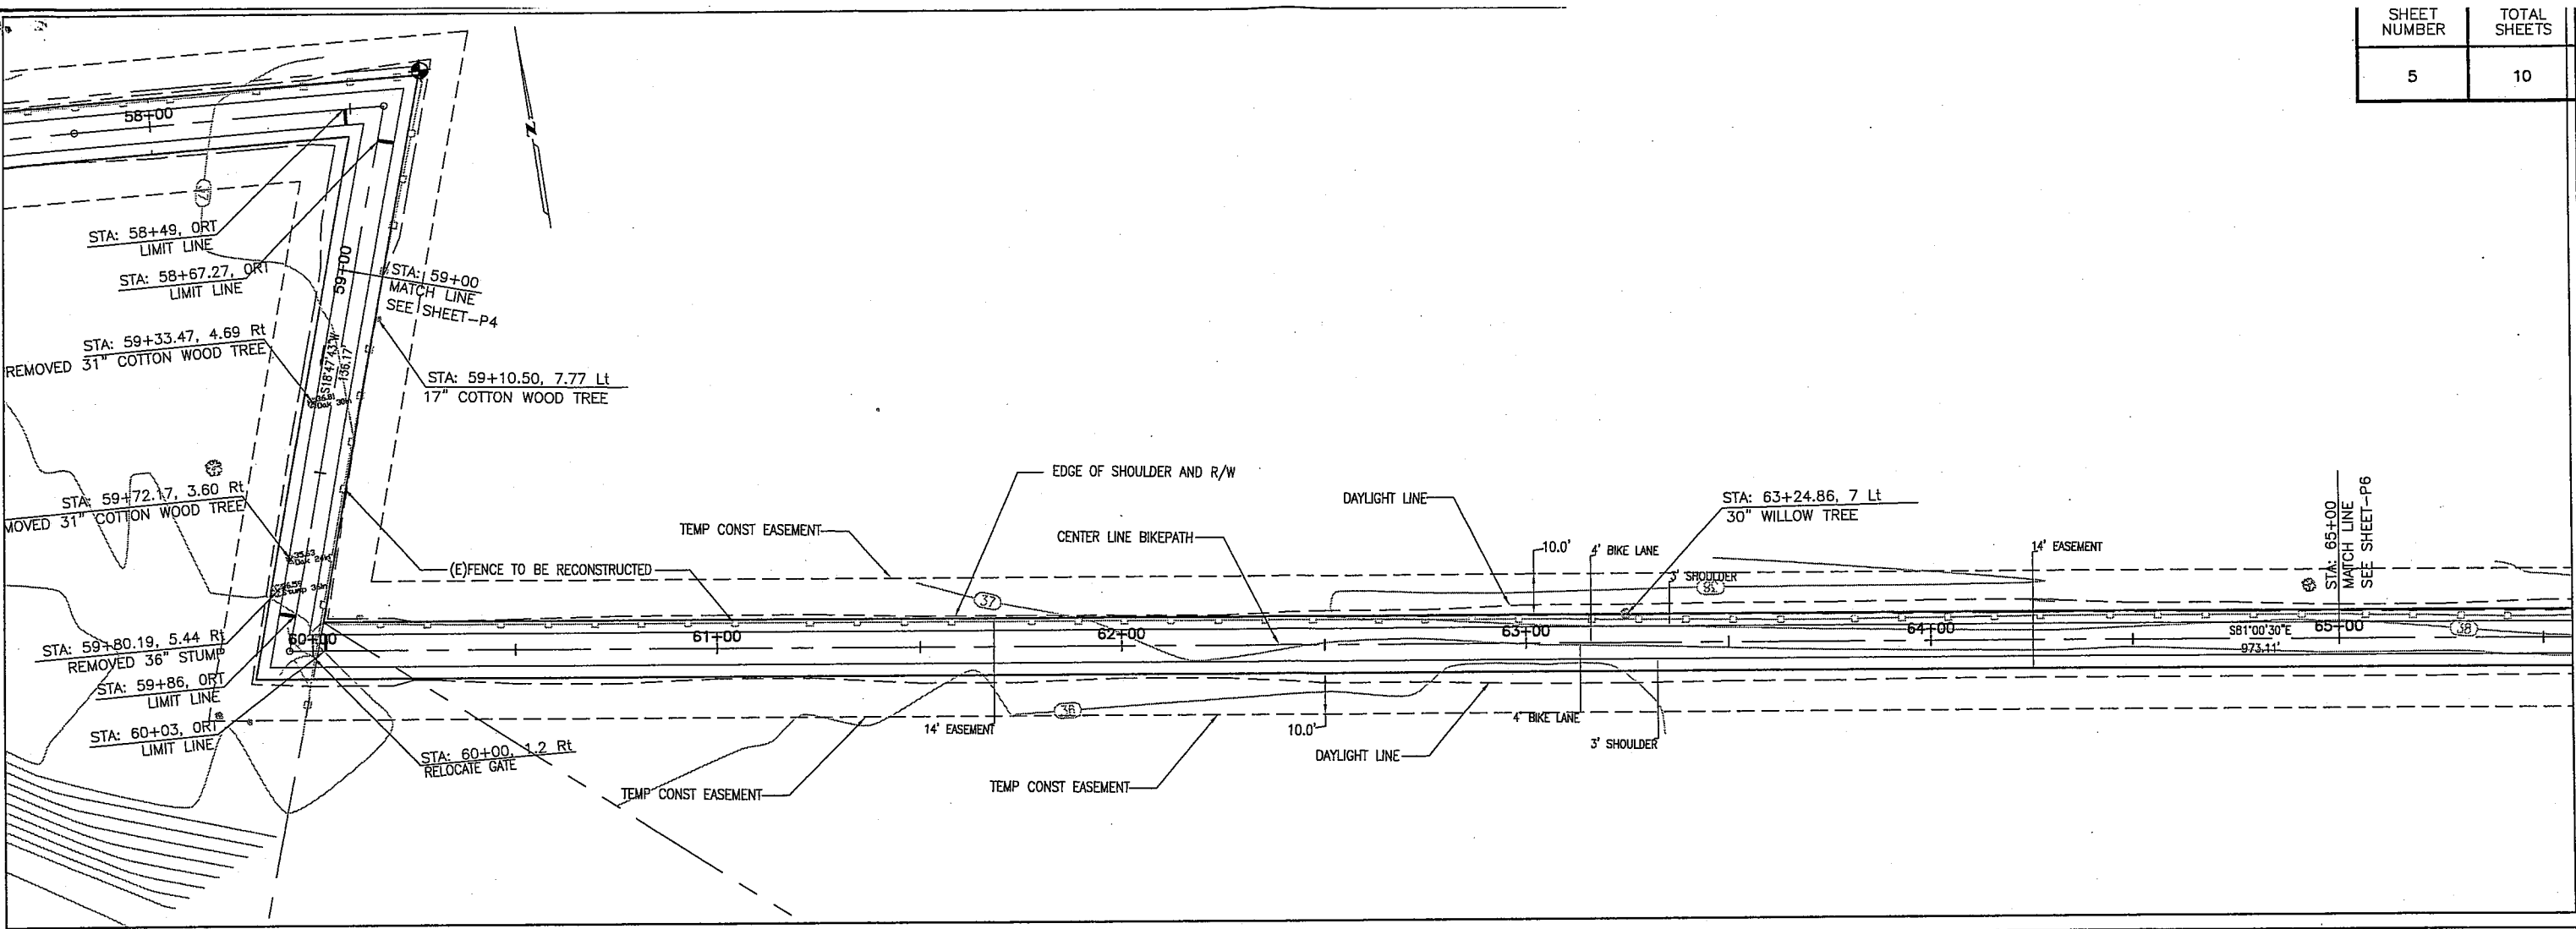 SHEET
NUMBER
TOTAL
SHEETS
5
10
58+00
N
37
STA: 58+49, 0RT
LIMIT LINE
STA: 58+67.27, 0RT
LIMIT LINE
59+00
STA: 59+00
MATCH LINE
SEE SHEET-P4
STA: 59+33.47, 4.69 Rt
REMOVED 31" COTTON WOOD TREE
S18°47'43"W
136.17'
STA: 59+10.50, 7.77 Lt
17" COTTON WOOD TREE
STA: 59+72.17, 3.60 Rt
MOVED 31" COTTON WOOD TREE
EDGE OF SHOULDER AND R/W
TEMP CONST EASEMENT
CENTER LINE BIKEPATH
DAYLIGHT LINE
STA: 63+24.86, 7 Lt
30" WILLOW TREE
STA: 65+00
MATCH LINE
SEE SHEET-P6
10.0'
4' BIKE LANE
3' SHOULDER
14' EASEMENT
(E)FENCE TO BE RECONSTRUCTED
37
60+00
61+00
62+00
63+00
64+00
65+00
S81°00'30"E
973.11'
38
STA: 59+80.19, 5.44 Rt
REMOVED 36" STUMP
STA: 59+86, 0RT
LIMIT LINE
STA: 60+03, 0RT
LIMIT LINE
36
14' EASEMENT
10.0'
4' BIKE LANE
3' SHOULDER
STA: 60+00, 1.2 Rt
RELOCATE GATE
DAYLIGHT LINE
TEMP CONST EASEMENT
TEMP CONST EASEMENT